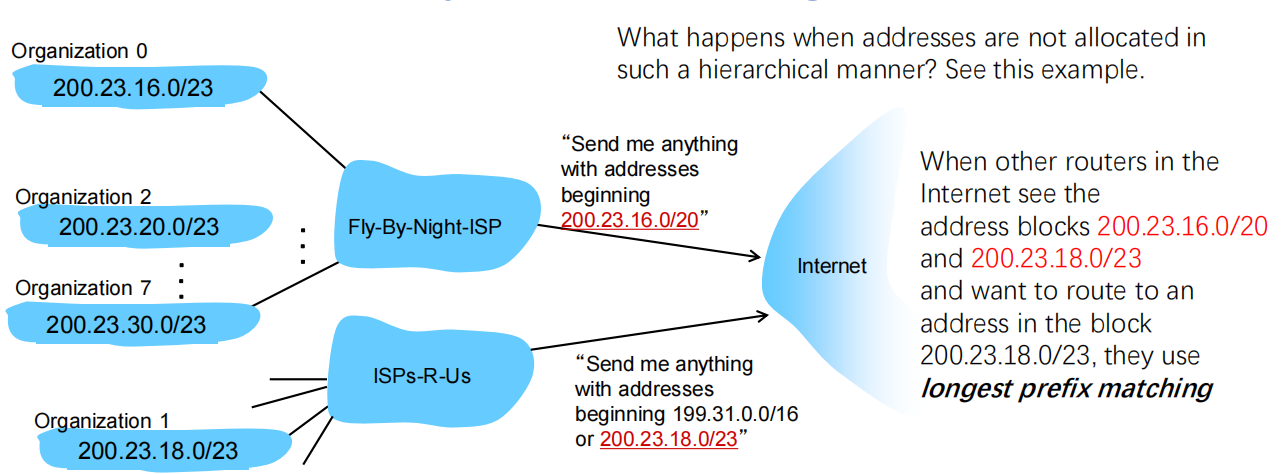 What happens when addresses are not allocated in
such a hierarchical manner? See this example.
Organization 0
200.23.16.0/23
Organization 2
200.23.20.0/23
Organization 7
200.23.30.0/23
Organization 1
200.23.18.0/23
Fly-By-Night-ISP
ISPs-R-Us
“Send me anything
with addresses
beginning
200.23.16.0/20”
“Send me anything
with addresses
beginning 199.31.0.0/16
or 200.23.18.0/23”
Internet
When other routers in the
Internet see the
address blocks 200.23.16.0/20
and 200.23.18.0/23
and want to route to an
address in the block
200.23.18.0/23, they use
longest prefix matching